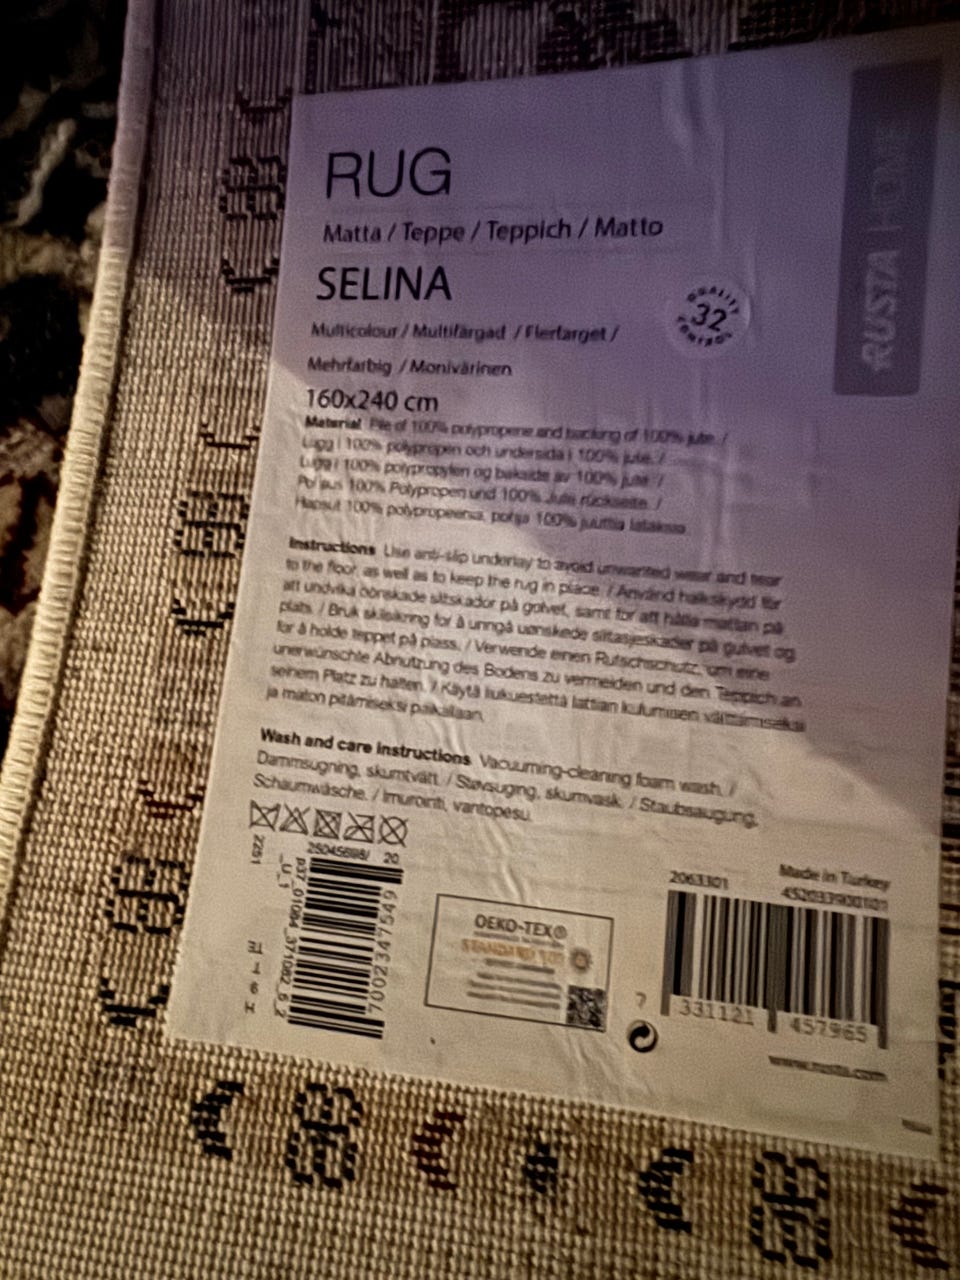 RUSTA HOME
RUG
Matta / Teppe / Teppich / Matto
SELINA
QUALITY
32
CONTROL
Multicolour / Multifärgad / Flerfarget /
Mehrfarbig / Monivärinen
160x240 cm
Material Pile of 100% polypropene and backing of 100% jute. /
Lugg i 100% polypropen och undersida i 100% jute. /
Lugg i 100% polypropylen og bakside av 100% jute /
Pol aus 100% Polypropen und 100% Jute rückseite. /
Hapsut 100% polypropeenia, pohja 100% juuttia
Instructions Use anti-slip underlay to avoid unwanted wear and tear
to the floor, as well as to keep the rug in place. / Använd halkskydd för
att undvika oönskade slitskador på golvet, samt for att hålla mattan på
plats. / Bruk sklisikring for å unngå uønskede slitasjeskader på gulvet og
for å holde teppet på plass. / Verwende einen Rutschschutz, um eine
unerwünschte Abnutzung des Bodens zu vermeiden und den Teppich an
seinem Platz zu halten. / Käytä liukuestettä lattian kulumisen välttämiseksi
ja maton pitämiseksi paikallaan.
Wash and care instructions Vacuuming-cleaning foam wash. /
Dammsugning, skumtvätt. / Støvsuging, skumvask. / Staubsaugung,
Schaumwäsche. / Imurointi, vaahtopesu.
2251
20
OEKO-TEX®
STANDARD 100
2063301
Made in Turkey
452033900101
7 331121 457965
www.rusta.com